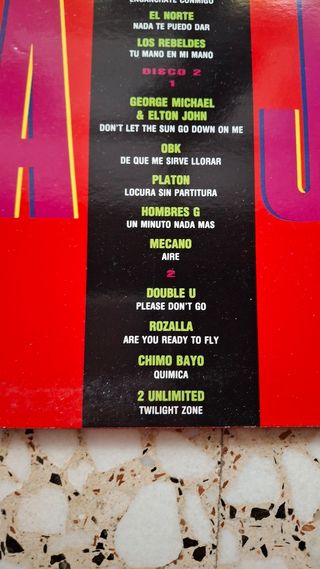 ENGANCHATE CONMIGO
EL NORTE
NADA TE PUEDO DAR
LOS REBELDES
TU MANO EN MI MANO
DISCO 2
1
GEORGE MICHAEL
& ELTON JOHN
DON'T LET THE SUN GO DOWN ON ME
OBK
DE QUE ME SIRVE LLORAR
PLATON
LOCURA SIN PARTITURA
HOMBRES G
UN MINUTO NADA MAS
MECANO
AIRE
2
DOUBLE U
PLEASE DON'T GO
ROZALLA
ARE YOU READY TO FLY
CHIMO BAYO
QUIMICA
2 UNLIMITED
TWILIGHT ZONE
A J